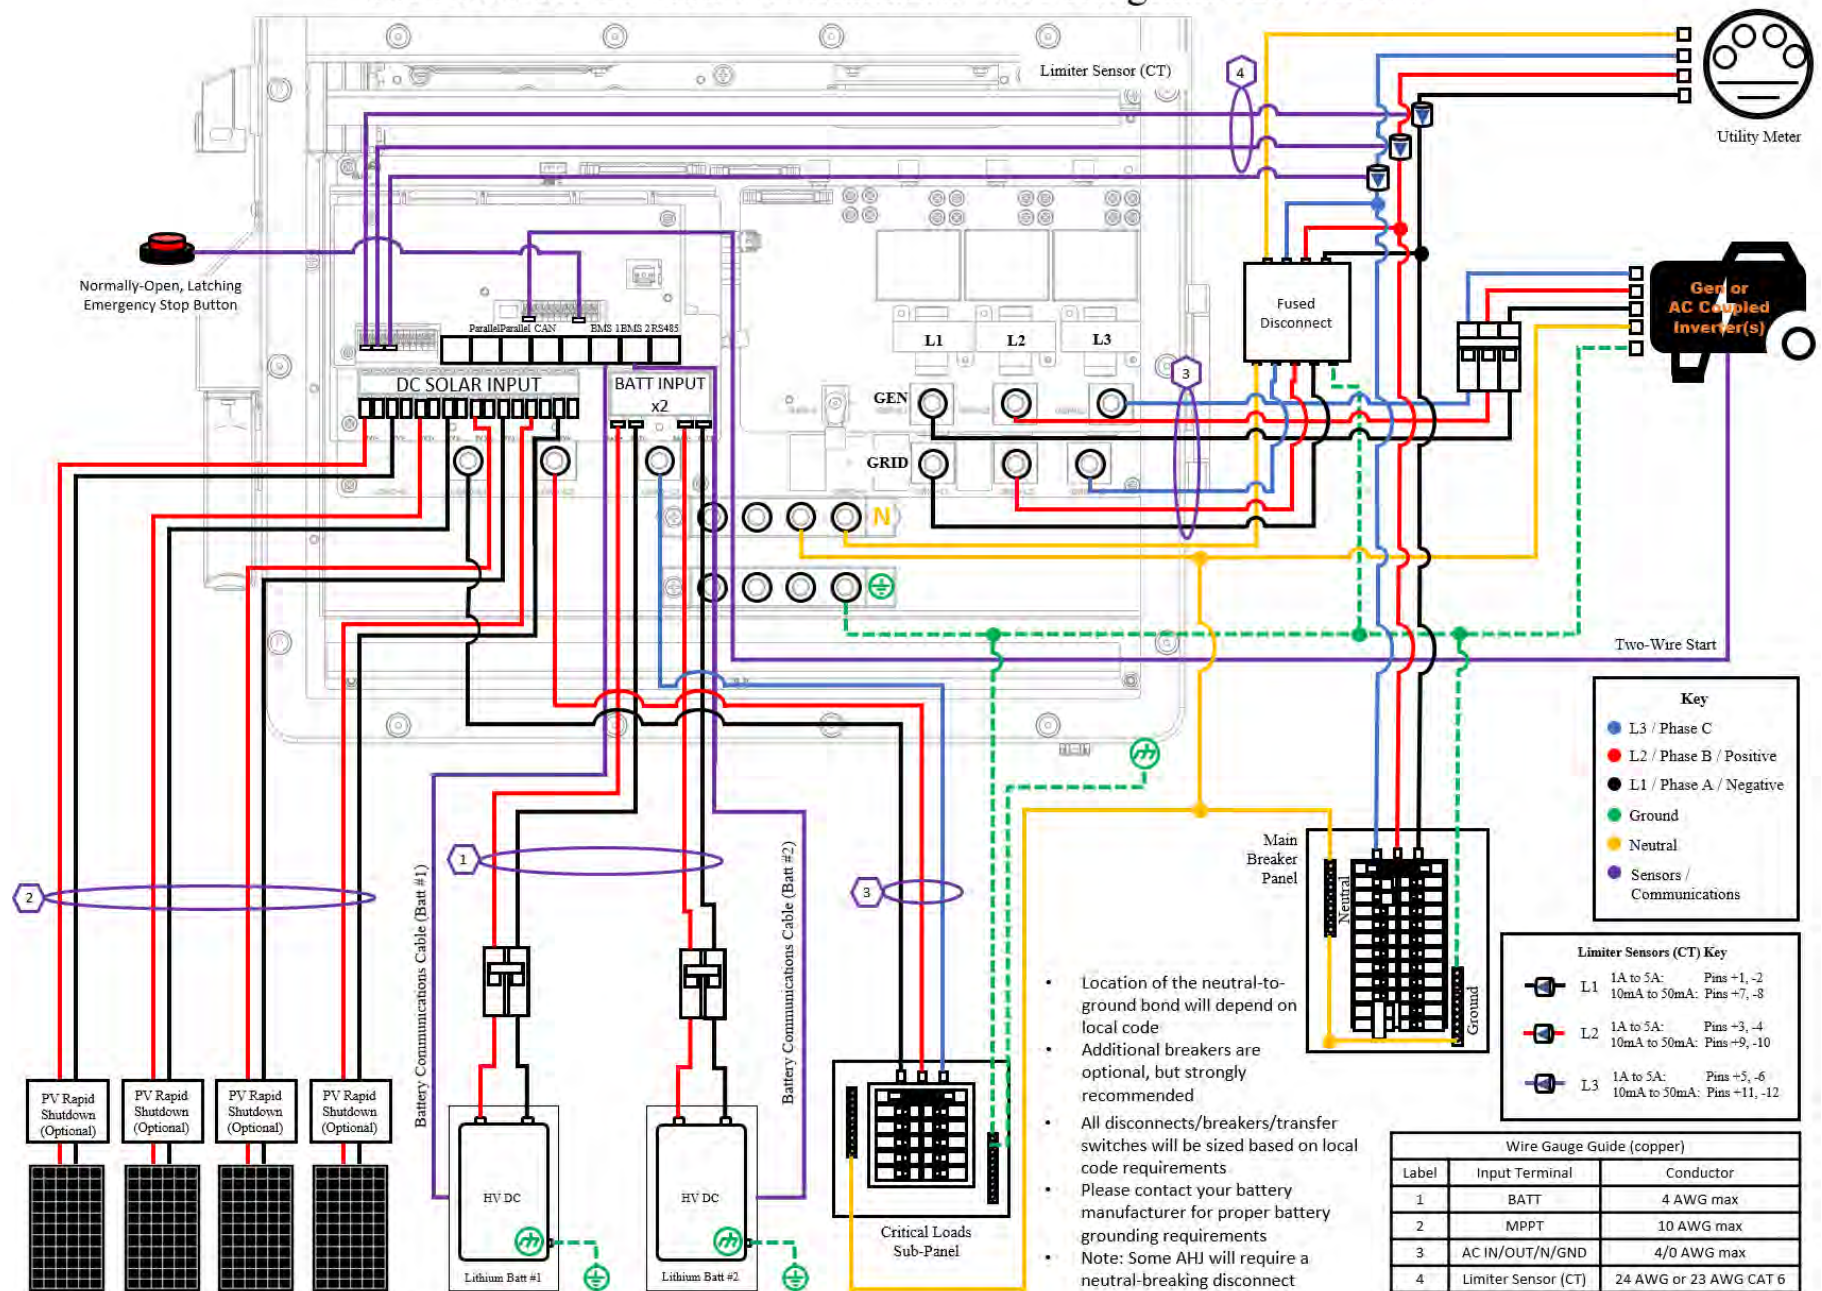 Limiter Sensor (CT)
4
Utility Meter
Normally-Open, Latching
Emergency Stop Button
Gen or
AC Coupled
Inverter(s)
Fused
Disconnect
Parallel Parallel CAN BMS 1 BMS 2 RS485
L1 L2 L3
3
DC SOLAR INPUT
BATT INPUT
x2
GEN
GRID
N
Two-Wire Start
Key
L3 / Phase C
L2 / Phase B / Positive
L1 / Phase A / Negative
Ground
Neutral
Sensors /
Communications
Main
Breaker
Panel
Neutral
Ground
1
2
3
Battery Communications Cable (Batt #1)
Battery Communications Cable (Batt #2)
Limiter Sensors (CT) Key
L1 1A to 5A: Pins +1, -2
10mA to 50mA: Pins +7, -8
L2 1A to 5A: Pins +3, -4
10mA to 50mA: Pins +9, -10
L3 1A to 5A: Pins +5, -6
10mA to 50mA: Pins +11, -12
• Location of the neutral-to-
ground bond will depend on
local code
• Additional breakers are
optional, but strongly
recommended
• All disconnects/breakers/transfer
switches will be sized based on local
code requirements
• Please contact your battery
manufacturer for proper battery
grounding requirements
• Note: Some AHJ will require a
neutral-breaking disconnect
PV Rapid
Shutdown
(Optional)
PV Rapid
Shutdown
(Optional)
PV Rapid
Shutdown
(Optional)
PV Rapid
Shutdown
(Optional)
HV DC
Lithium Batt #1
HV DC
Lithium Batt #2
Critical Loads
Sub-Panel
Wire Gauge Guide (copper)
Label Input Terminal Conductor
1 BATT 4 AWG max
2 MPPT 10 AWG max
3 AC IN/OUT/N/GND 4/0 AWG max
4 Limiter Sensor (CT) 24 AWG or 23 AWG CAT 6